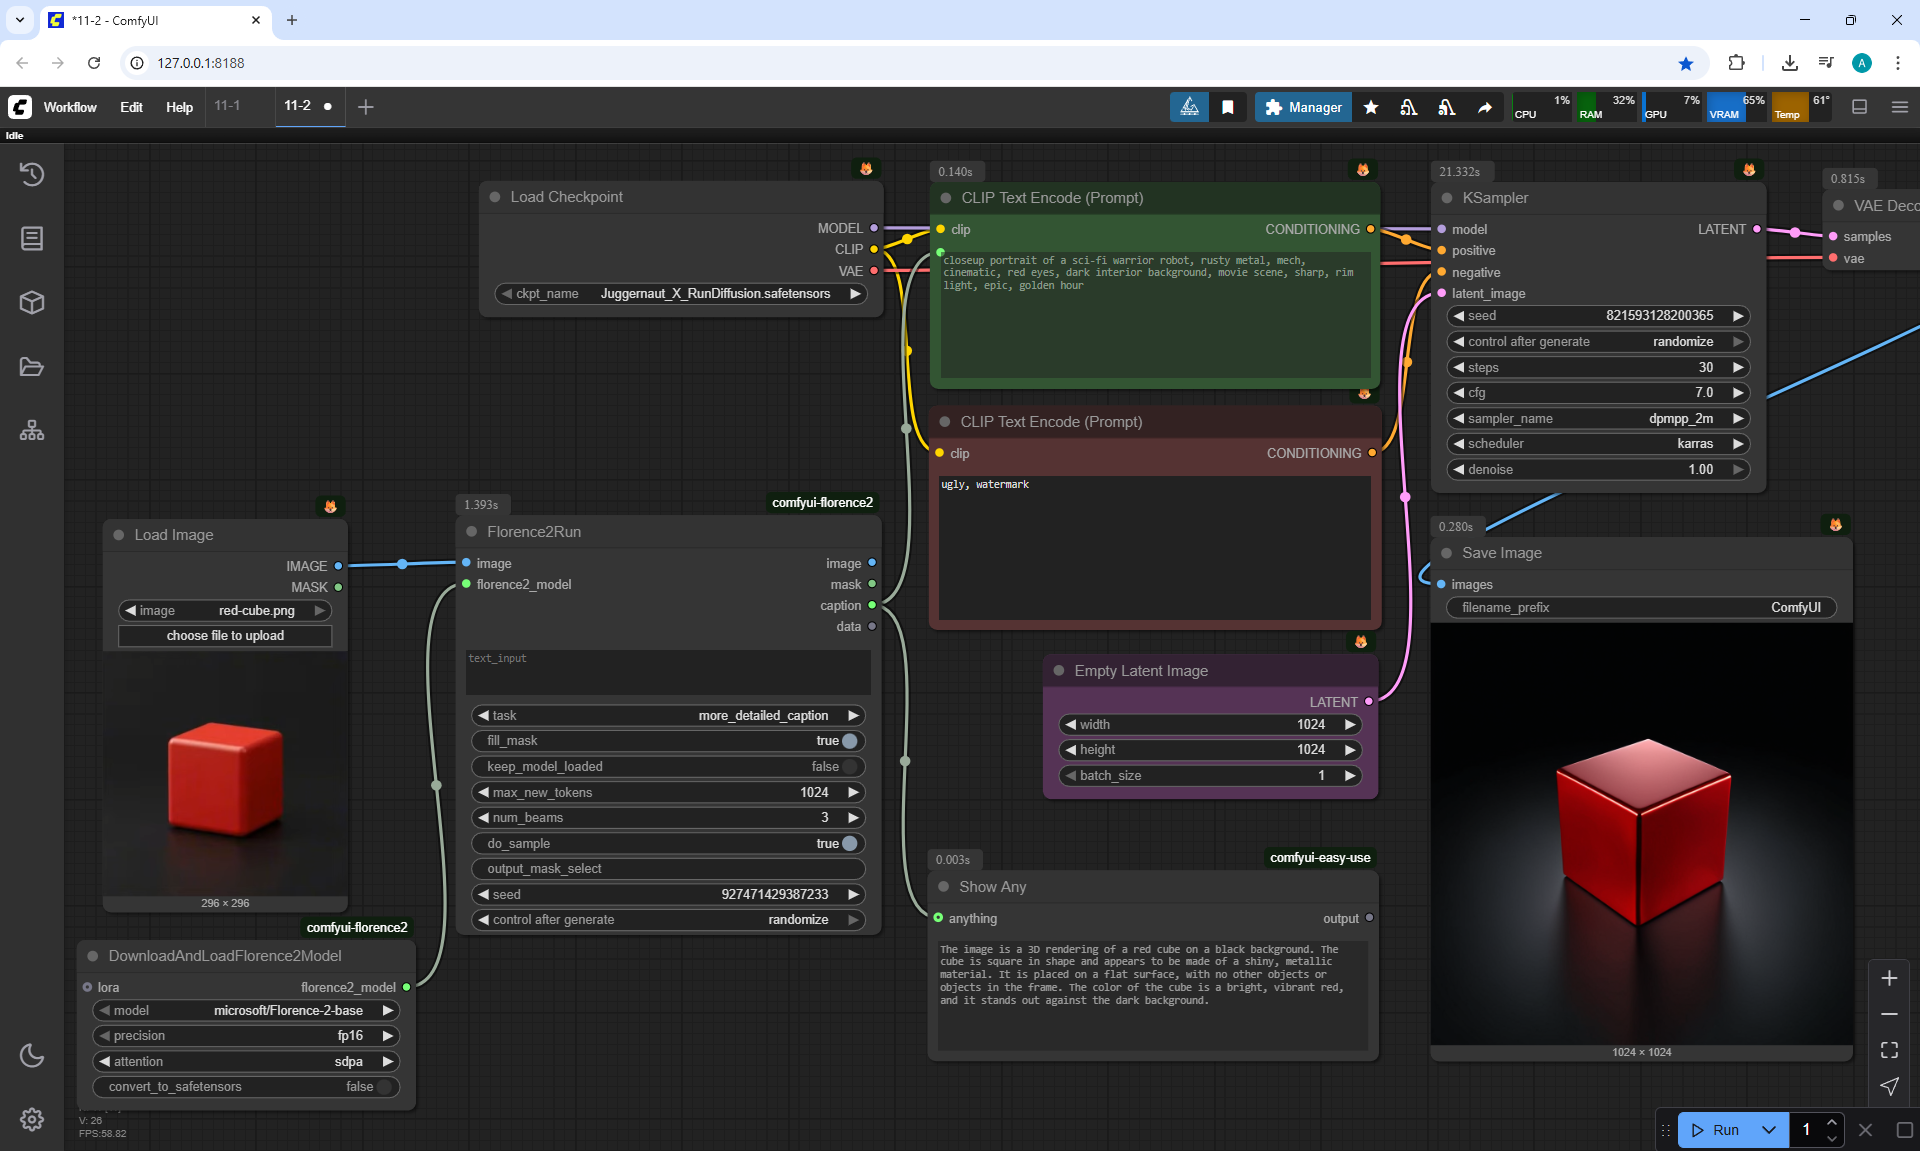 *11-2 - ComfyUI
127.0.0.1:8188
Workflow Edit Help 11-1 11-2
Manager
CPU 1% RAM 32% GPU 7% VRAM 65% Temp 61°
Idle
Load Checkpoint
MODEL
CLIP
VAE
ckpt_name Juggernaut_X_RunDiffusion.safetensors
0.140s
CLIP Text Encode (Prompt)
clip CONDITIONING
closeup portrait of a sci-fi warrior robot, rusty metal, mech,
cinematic, red eyes, dark interior background, movie scene, sharp, rim
light, epic, golden hour
CLIP Text Encode (Prompt)
clip CONDITIONING
ugly, watermark
21.332s
KSampler
model LATENT
positive
negative
latent_image
seed 821593128200365
control after generate randomize
steps 30
cfg 7.0
sampler_name dpmpp_2m
scheduler karras
denoise 1.00
0.815s
VAE Deco
samples
vae
Load Image
IMAGE
MASK
image red-cube.png
choose file to upload
296 × 296
1.393s
comfyui-florence2
Florence2Run
image image
florence2_model mask
caption
data
text_input
task more_detailed_caption
fill_mask true
keep_model_loaded false
max_new_tokens 1024
num_beams 3
do_sample true
output_mask_select
seed 927471429387233
control after generate randomize
comfyui-florence2
DownloadAndLoadFlorence2Model
lora florence2_model
model microsoft/Florence-2-base
precision fp16
attention sdpa
convert_to_safetensors false
V: 26
FPS:58.82
Empty Latent Image
LATENT
width 1024
height 1024
batch_size 1
0.003s
comfyui-easy-use
Show Any
anything output
The image is a 3D rendering of a red cube on a black background. The
cube is square in shape and appears to be made of a shiny, metallic
material. It is placed on a flat surface, with no other objects or
objects in the frame. The color of the cube is a bright, vibrant red,
and it stands out against the dark background.
0.280s
Save Image
images
filename_prefix ComfyUI
1024 × 1024
Run 1
A